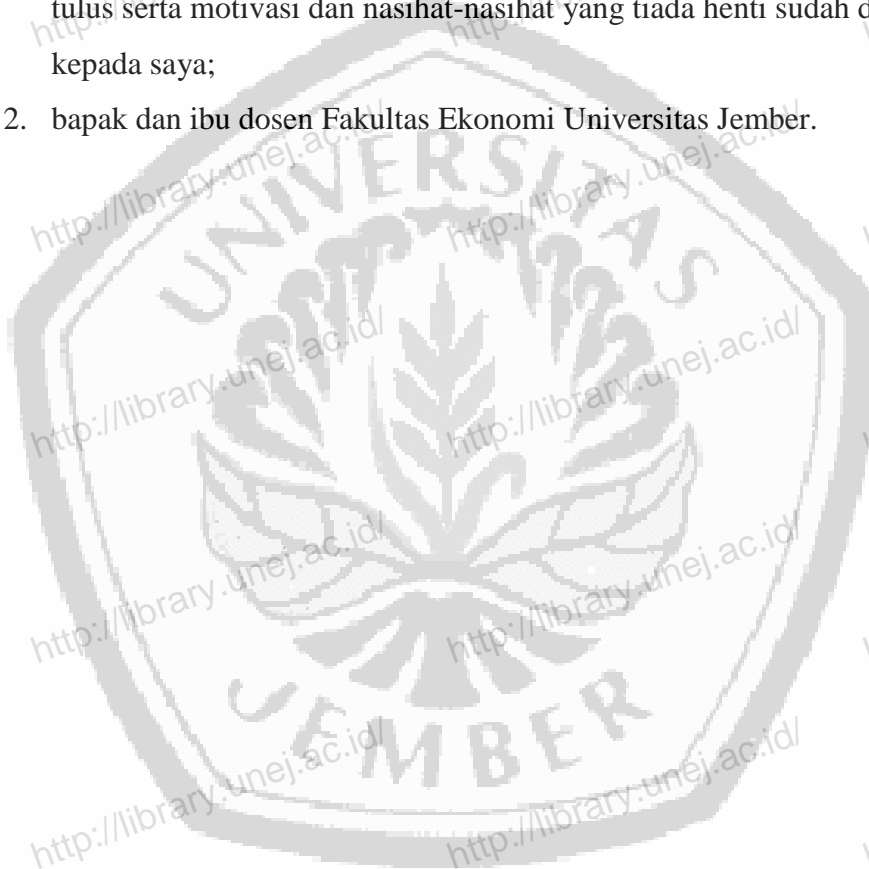 tulus serta motivasi dan nasihat-nasihat yang tiada henti sudah
kepada saya;
2. bapak dan ibu dosen Fakultas Ekonomi Universitas Jember.
http://library.unej.ac.id/
http://library.unej.ac.id/
UNIVERSITAS
http://library.unej.ac.id/
http://library.unej.ac.id/
http://library.unej.ac.id/
http://library.unej.ac.id/
JEMBER
http://library.unej.ac.id/
http://library.unej.ac.id/